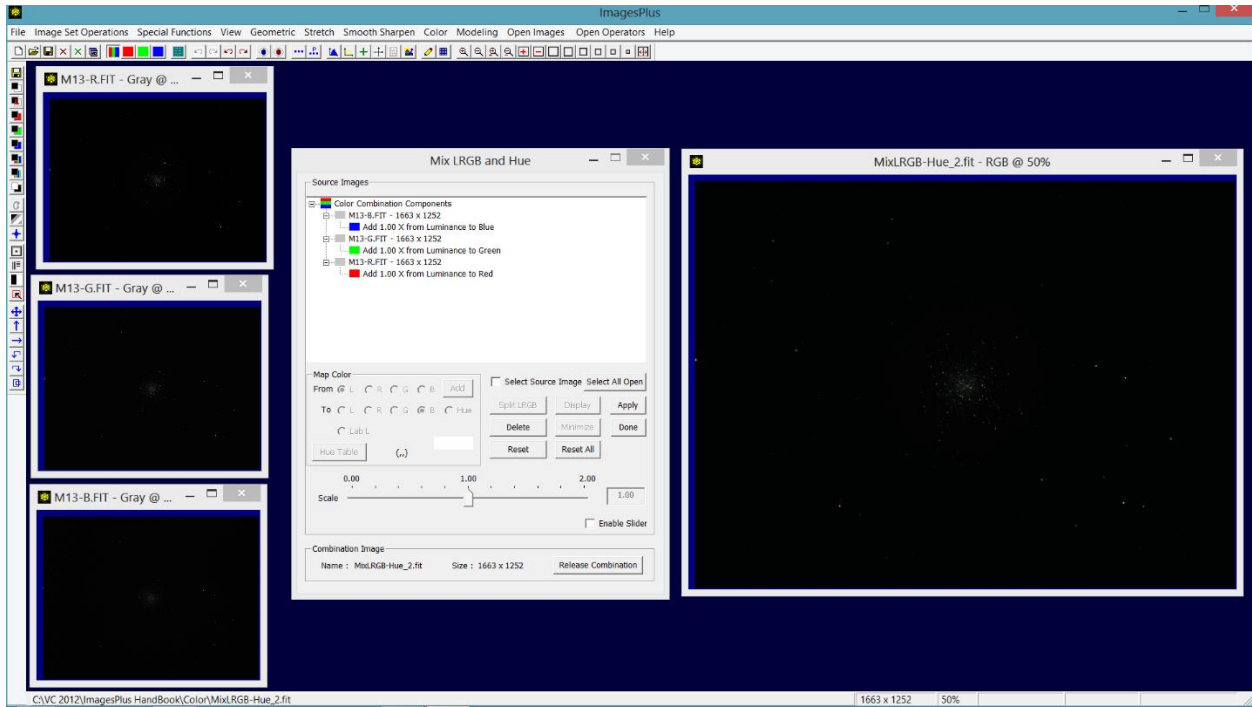 ImagesPlus
File Image Set Operations Special Functions View Geometric Stretch Smooth Sharpen Color Modeling Open Images Open Operators Help
M13-R.FIT - Gray @ ...
M13-G.FIT - Gray @ ...
M13-B.FIT - Gray @ ...
Mix LRGB and Hue
Source Images
Color Combination Components
M13-B.FIT - 1663 x 1252
Add 1.00 X from Luminance to Blue
M13-G.FIT - 1663 x 1252
Add 1.00 X from Luminance to Green
M13-R.FIT - 1663 x 1252
Add 1.00 X from Luminance to Red
Map Color
From L R G B Add
To L R G B Hue
Lab L
Hue Table (,,)
Select Source Image Select All Open
Split LRGB Display Apply
Delete Minimize Done
Reset Reset All
0.00 1.00 2.00
Scale 1.00
Enable Slider
Combination Image
Name : MixLRGB-Hue_2.fit Size : 1663 x 1252 Release Combination
MixLRGB-Hue_2.fit - RGB @ 50%
C:\VC 2012\ImagesPlus HandBook\Color\MixLRGB-Hue_2.fit 1663 x 1252 50%